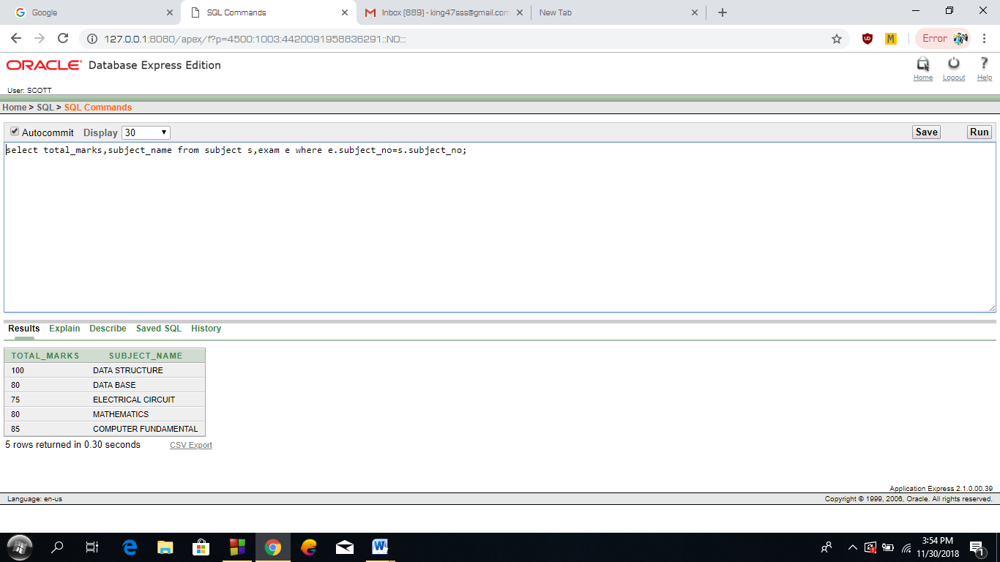 Google
SQL Commands
Inbox (889) - king47sss@gmail.com
New Tab
127.0.0.1:8080/apex/f?p=4500:1003:4420091958836291::NO:::
Error
ORACLE Database Express Edition
Home Logout Help
User: SCOTT
Home > SQL > SQL Commands
Autocommit Display 30 Save Run
select total_marks,subject_name from subject s,exam e where e.subject_no=s.subject_no;
Results Explain Describe Saved SQL History
TOTAL_MARKS SUBJECT_NAME
100 DATA STRUCTURE
80 DATA BASE
75 ELECTRICAL CIRCUIT
80 MATHEMATICS
85 COMPUTER FUNDAMENTAL
5 rows returned in 0.30 seconds CSV Export
Application Express 2.1.0.00.39
Language: en-us Copyright © 1999, 2006, Oracle. All rights reserved.
3:54 PM
11/30/2018
1